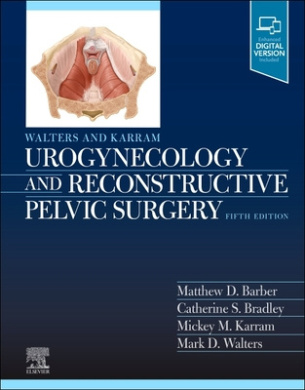 Enhanced
DIGITAL
VERSION
Included
WALTERS AND KARRAM
UROGYNECOLOGY
AND RECONSTRUCTIVE
PELVIC SURGERY FIFTH EDITION
Matthew D. Barber
Catherine S. Bradley
Mickey M. Karram
Mark D. Walters
ELSEVIER